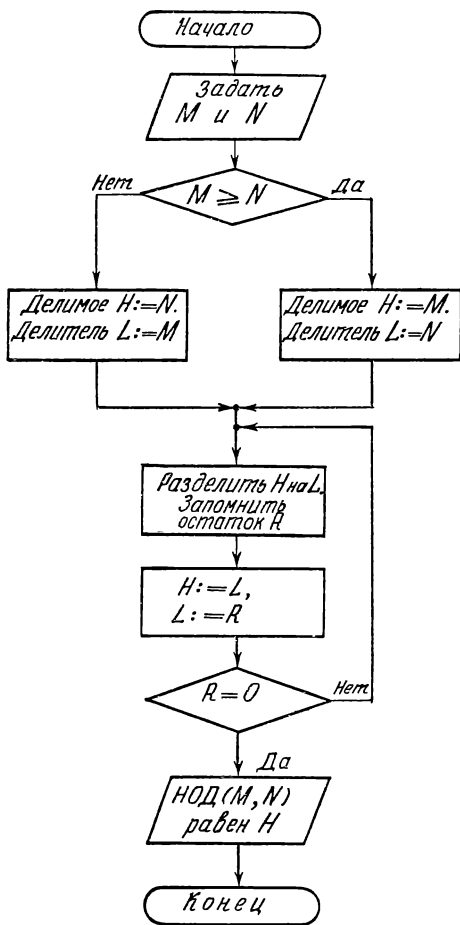 Начало
Задать
M и N
Нет
M ≥ N
Да
Делимое H:=N.
Делитель L:=M
Делимое H:=M.
Делитель L:=N
Разделить H на L.
Запомнить
остаток R
H:=L,
L:=R
R=0
Нет
Да
НОД(M,N)
равен H
Конец